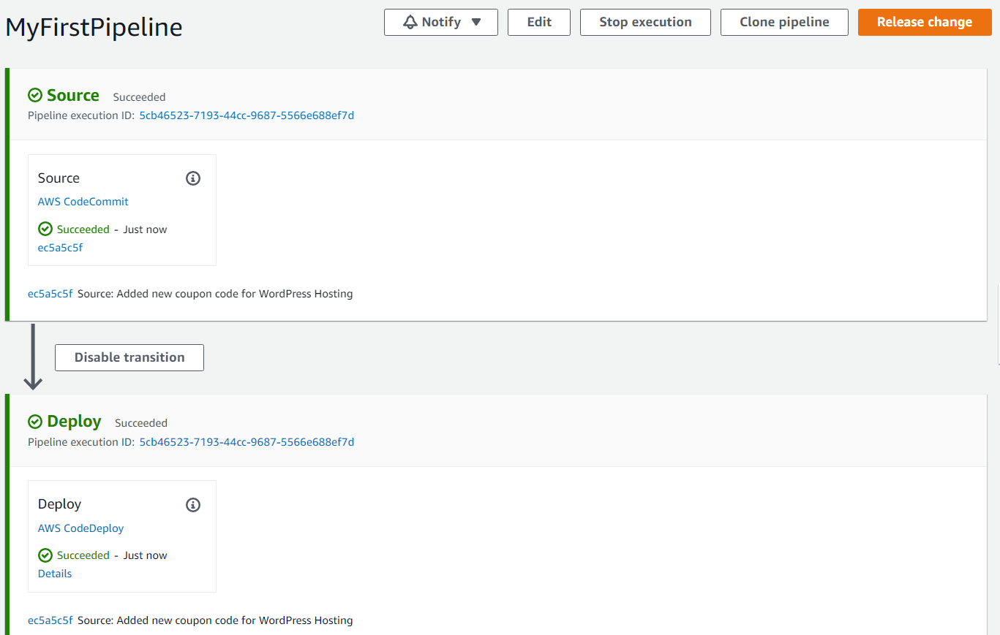 MyFirstPipeline
Notify
Edit
Stop execution
Clone pipeline
Release change
Source Succeeded
Pipeline execution ID: 5cb46523-7193-44cc-9687-5566e688ef7d
Source
AWS CodeCommit
Succeeded - Just now
ec5a5c5f
ec5a5c5f Source: Added new coupon code for WordPress Hosting
Disable transition
Deploy Succeeded
Pipeline execution ID: 5cb46523-7193-44cc-9687-5566e688ef7d
Deploy
AWS CodeDeploy
Succeeded - Just now
Details
ec5a5c5f Source: Added new coupon code for WordPress Hosting